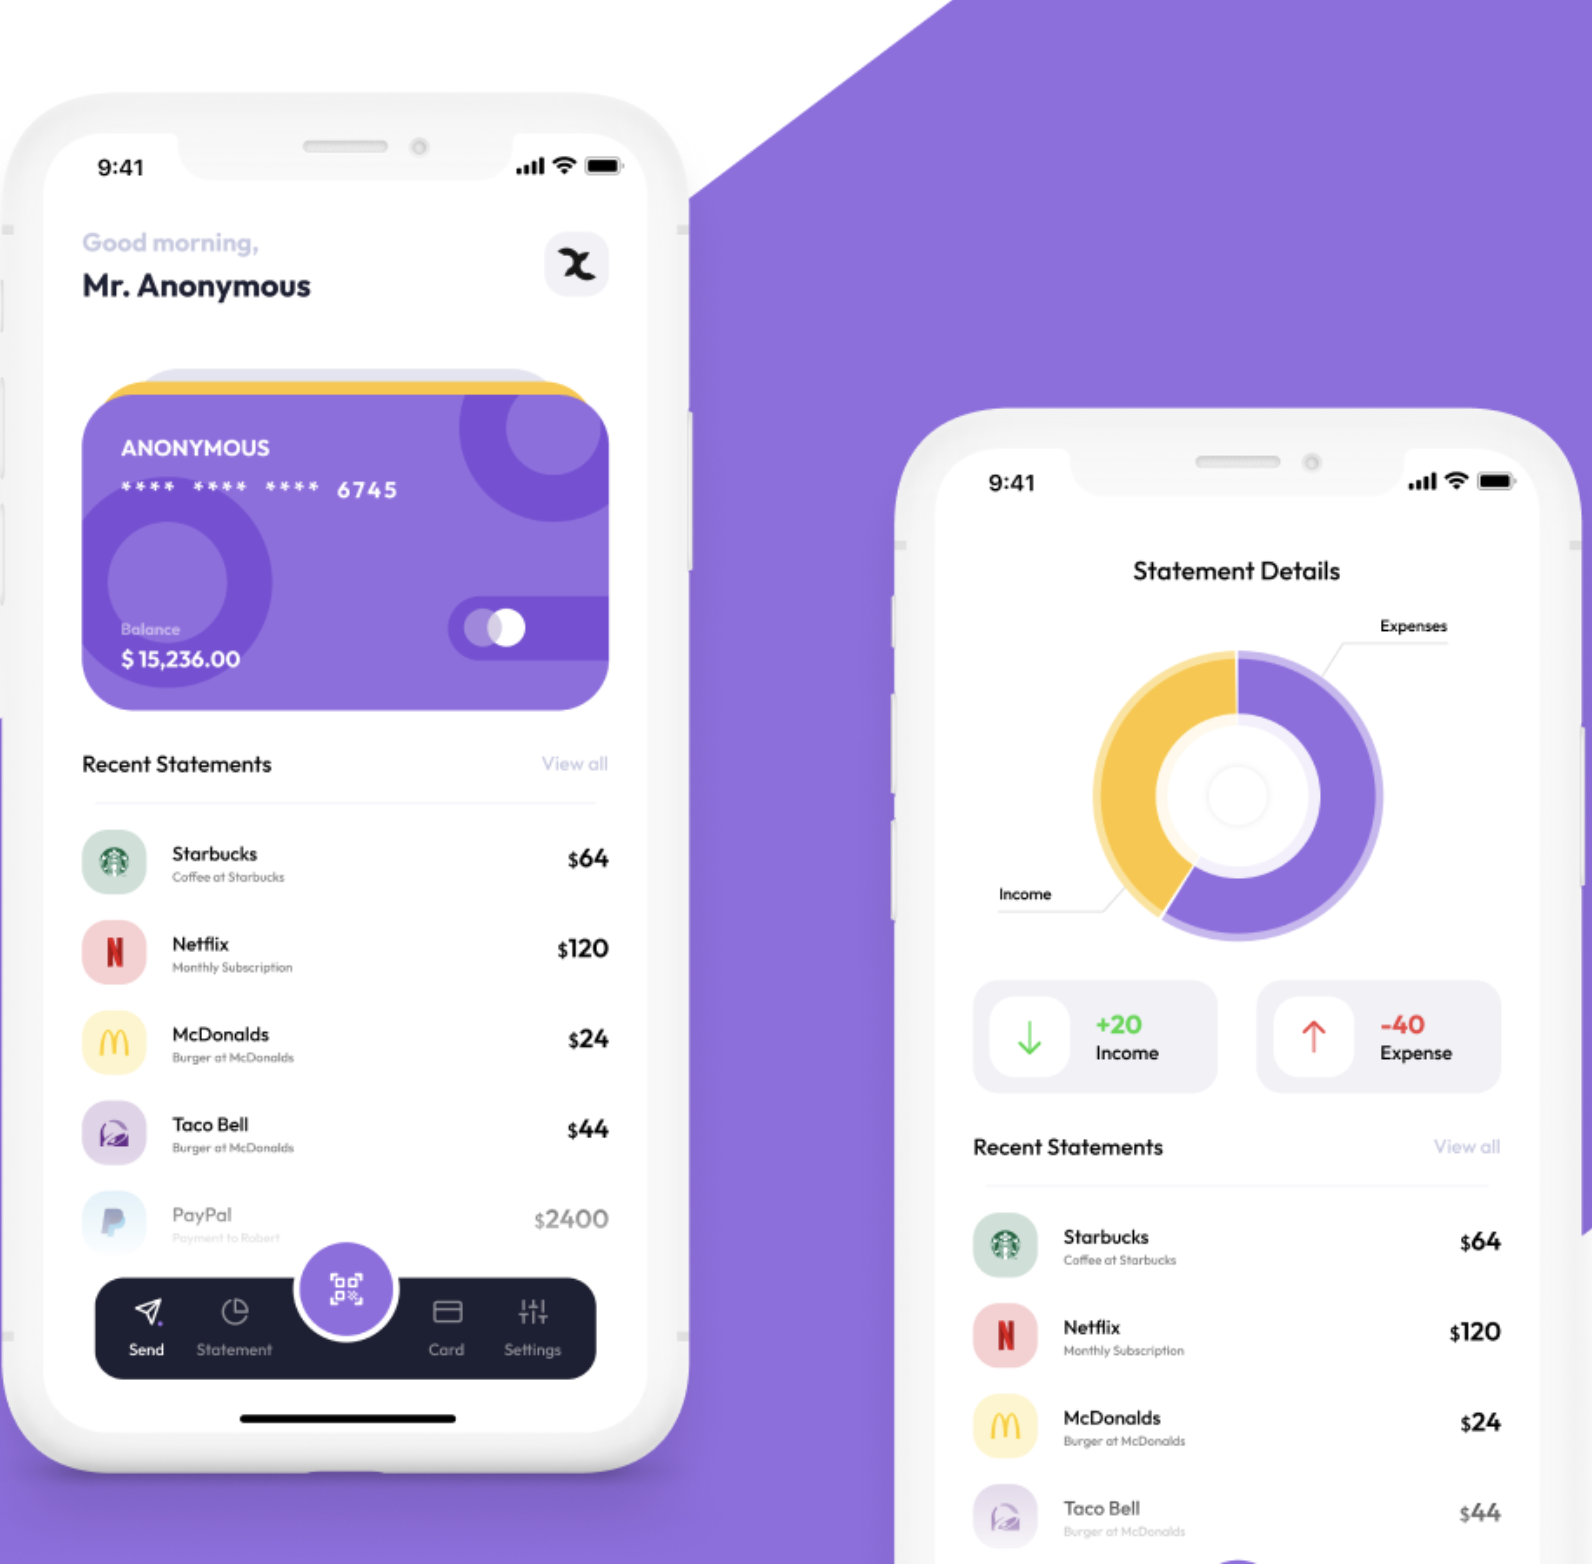 9:41
Good morning,
Mr. Anonymous
ANONYMOUS
**** **** **** 6745
Balance
$ 15,236.00
Recent Statements
View all
Starbucks
Coffee at Starbucks
$64
Netflix
Monthly Subscription
$120
McDonalds
Burger at McDonalds
$24
Taco Bell
Burger at McDonalds
$44
PayPal
Payment to Robert
$2400
Send
Statement
Card
Settings
9:41
Statement Details
Expenses
Income
+20
Income
-40
Expense
Recent Statements
View all
Starbucks
Coffee at Starbucks
$64
Netflix
Monthly Subscription
$120
McDonalds
Burger at McDonalds
$24
Taco Bell
Burger at McDonalds
$44